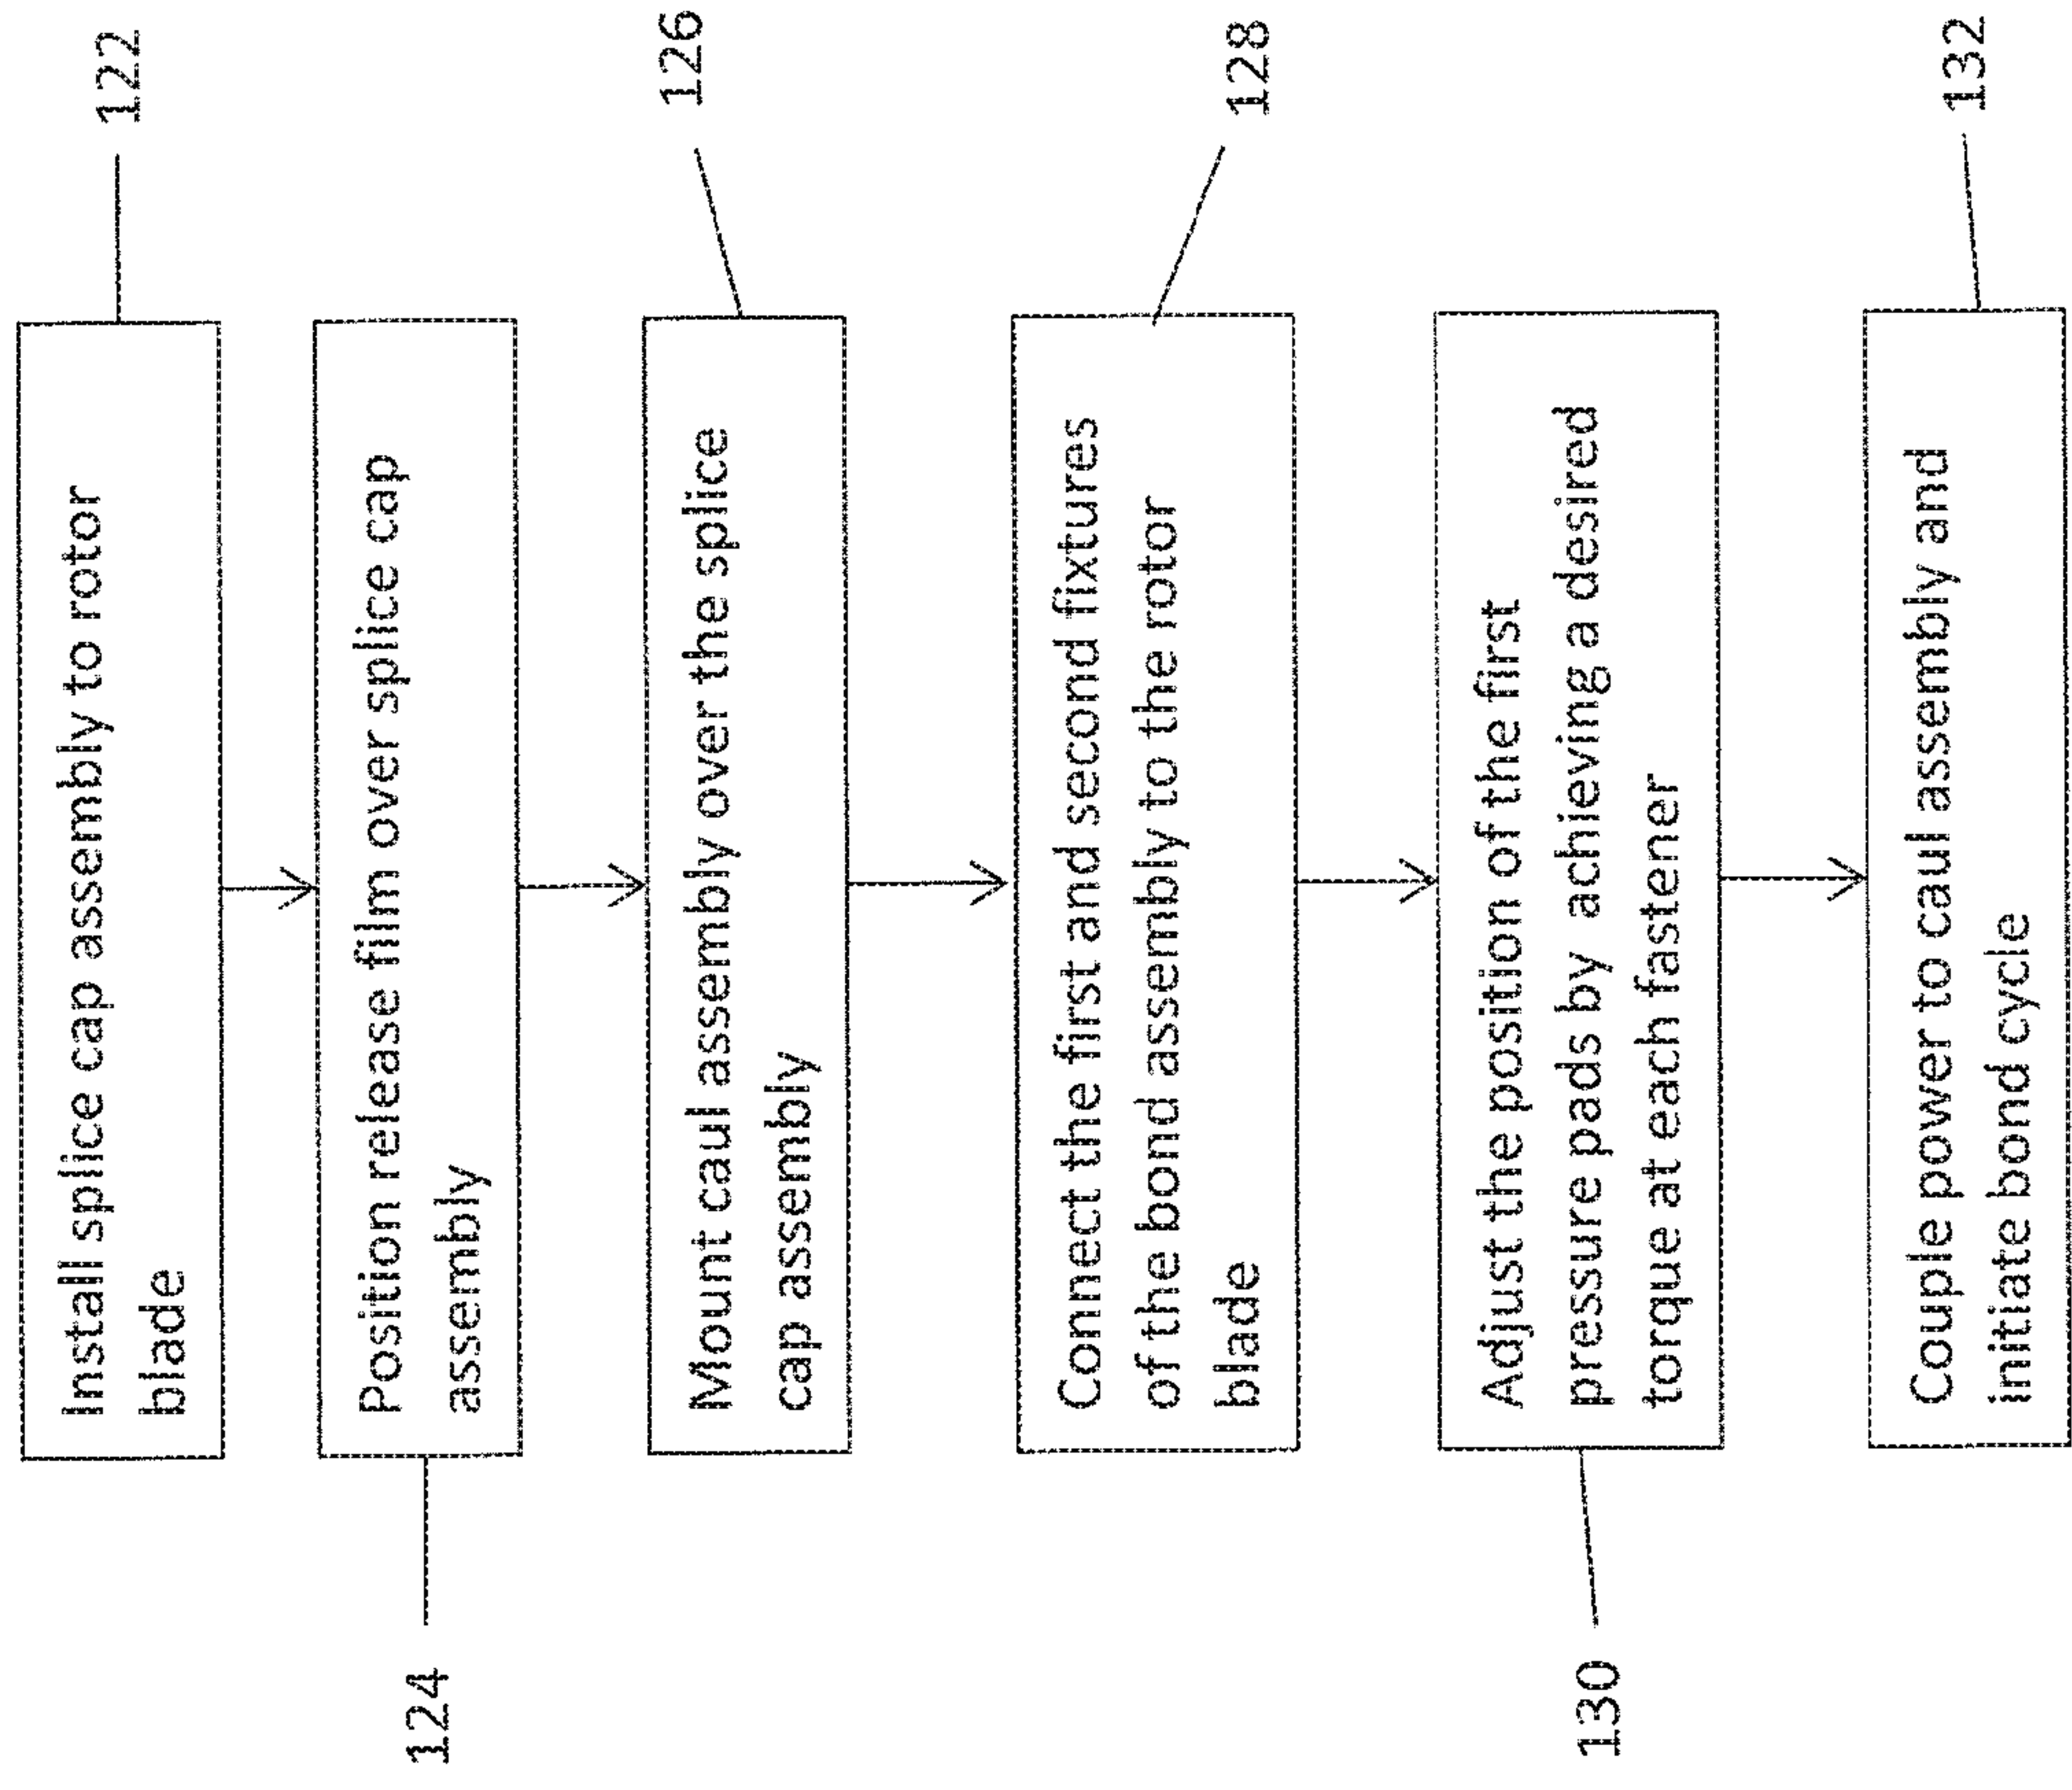 Install splice cap assembly to rotor
blade
122
Position release film over splice cap
assembly
124
Mount caul assembly over the splice
cap assembly
126
Connect the first and second fixtures
of the bond assembly to the rotor
blade
128
Adjust the position of the first
pressure pads by achieving a desired
torque at each fastener
130
Couple power to caul assembly and
initiate bond cycle
132